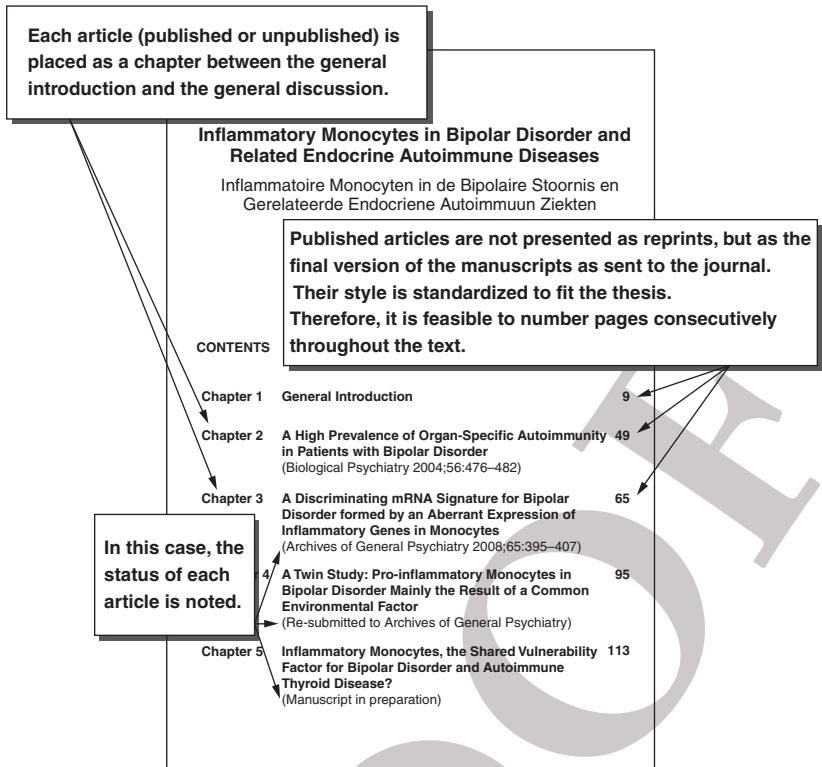 Each article (published or unpublished) is
placed as a chapter between the general
introduction and the general discussion.
Inflammatory Monocytes in Bipolar Disorder and
Related Endocrine Autoimmune Diseases
Inflammatoire Monocyten in de Bipolaire Stoornis en
Gerelateerde Endocriene Autoimmuun Ziekten
Published articles are not presented as reprints, but as the
final version of the manuscripts as sent to the journal.
Their style is standardized to fit the thesis.
Therefore, it is feasible to number pages consecutively
throughout the text.
CONTENTS
Chapter 1 General Introduction 9
Chapter 2 A High Prevalence of Organ-Specific Autoimmunity 49
in Patients with Bipolar Disorder
(Biological Psychiatry 2004;56:476–482)
Chapter 3 A Discriminating mRNA Signature for Bipolar 65
Disorder formed by an Aberrant Expression of
Inflammatory Genes in Monocytes
(Archives of General Psychiatry 2008;65:395–407)
In this case, the
status of each
article is noted.
r 4 A Twin Study: Pro-inflammatory Monocytes in 95
Bipolar Disorder Mainly the Result of a Common
Environmental Factor
(Re-submitted to Archives of General Psychiatry)
Chapter 5 Inflammatory Monocytes, the Shared Vulnerability 113
Factor for Bipolar Disorder and Autoimmune
Thyroid Disease?
(Manuscript in preparation)